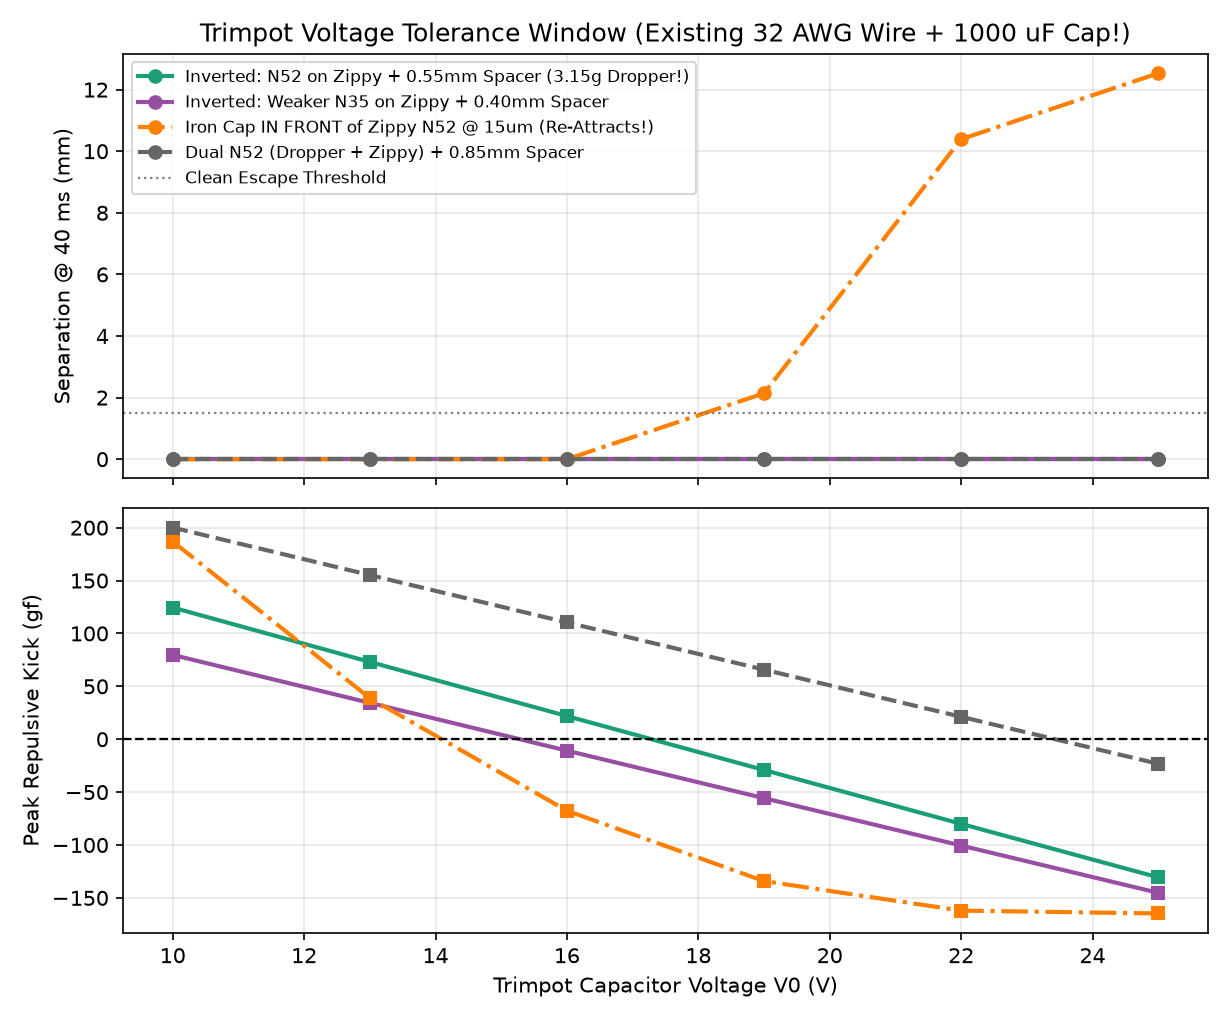 Trimpot Voltage Tolerance Window (Existing 32 AWG Wire + 1000 uF Cap!)
Inverted: N52 on Zippy + 0.55mm Spacer (3.15g Dropper!)
Inverted: Weaker N35 on Zippy + 0.40mm Spacer
Iron Cap IN FRONT of Zippy N52 @ 15um (Re-Attracts!)
Dual N52 (Dropper + Zippy) + 0.85mm Spacer
Clean Escape Threshold
Separation @ 40 ms (mm)
12
10
8
6
4
2
0
Peak Repulsive Kick (gf)
200
150
100
50
0
−50
−100
−150
10 12 14 16 18 20 22 24
Trimpot Capacitor Voltage V0 (V)